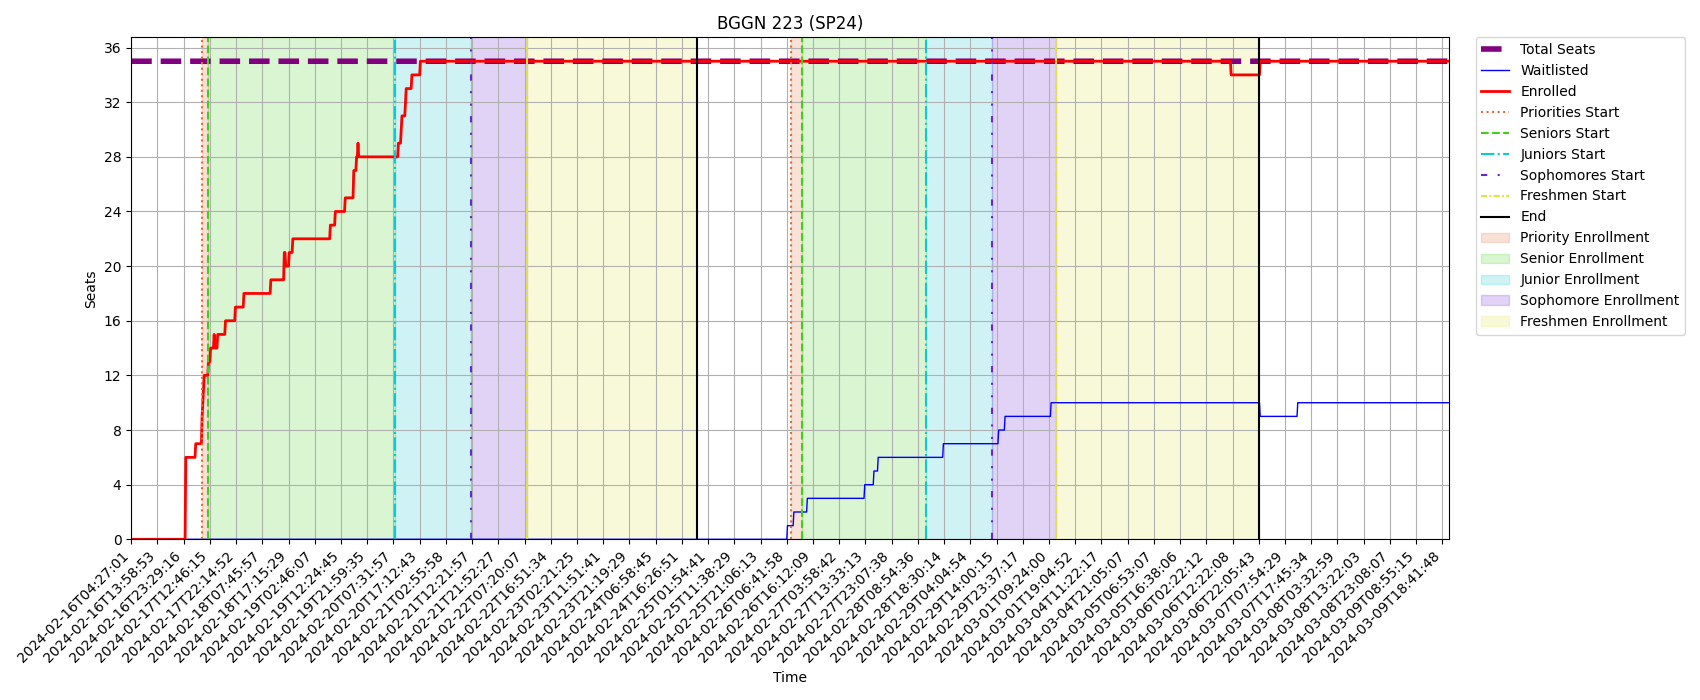 BGGN 223 (SP24)
Seats
36
32
28
24
20
16
12
8
4
0
2024-02-16T04:27:01
2024-02-16T13:58:53
2024-02-16T23:29:16
2024-02-17T12:46:15
2024-02-17T22:14:52
2024-02-18T07:45:57
2024-02-18T17:15:29
2024-02-19T02:46:07
2024-02-19T12:24:45
2024-02-19T21:59:35
2024-02-20T07:31:57
2024-02-20T17:12:43
2024-02-21T02:55:58
2024-02-21T12:21:57
2024-02-21T21:52:27
2024-02-22T07:20:07
2024-02-22T16:51:34
2024-02-23T02:21:25
2024-02-23T11:51:41
2024-02-23T21:19:29
2024-02-24T06:58:45
2024-02-24T16:26:51
2024-02-25T01:54:41
2024-02-25T11:38:29
2024-02-25T21:06:13
2024-02-26T06:41:58
2024-02-26T16:12:09
2024-02-27T03:58:42
2024-02-27T13:33:13
2024-02-27T23:07:38
2024-02-28T08:54:36
2024-02-28T18:30:14
2024-02-29T04:04:54
2024-02-29T14:00:15
2024-02-29T23:37:17
2024-03-01T09:24:00
2024-03-01T19:04:52
2024-03-04T11:22:17
2024-03-04T21:05:07
2024-03-05T06:53:07
2024-03-05T16:38:06
2024-03-06T02:22:12
2024-03-06T12:22:08
2024-03-06T22:05:43
2024-03-07T07:54:29
2024-03-07T17:45:34
2024-03-08T03:32:59
2024-03-08T13:22:03
2024-03-08T23:08:07
2024-03-09T08:55:15
2024-03-09T18:41:48
Time
Total Seats
Waitlisted
Enrolled
Priorities Start
Seniors Start
Juniors Start
Sophomores Start
Freshmen Start
End
Priority Enrollment
Senior Enrollment
Junior Enrollment
Sophomore Enrollment
Freshmen Enrollment